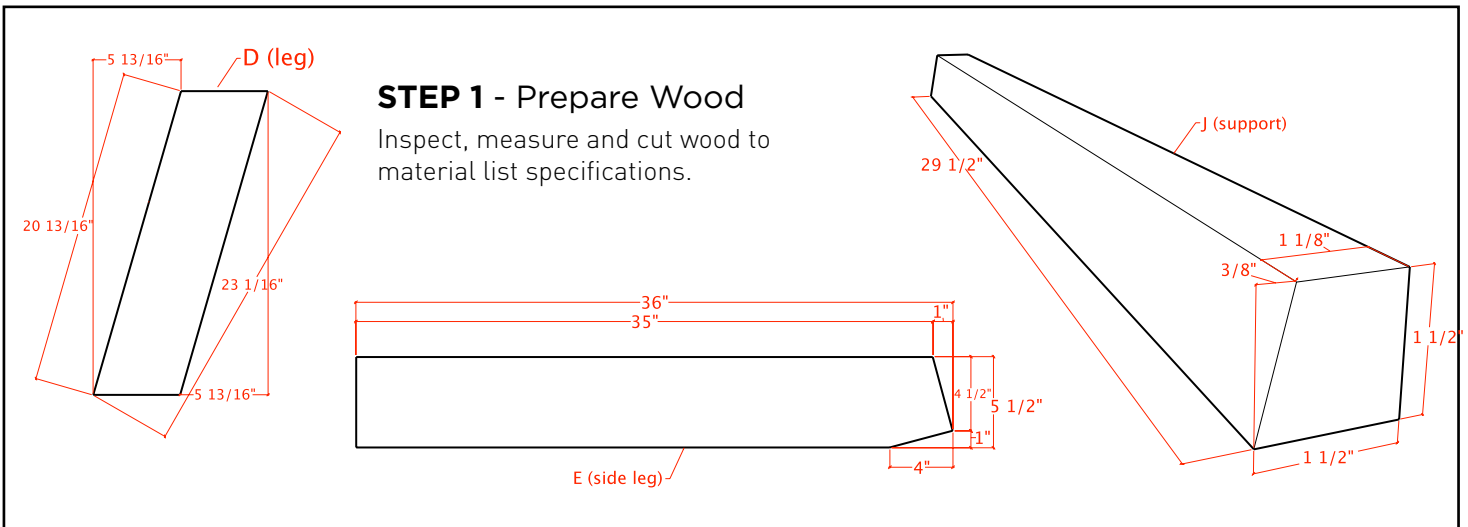 5 13/16"
D (leg)
20 13/16"
23 1/16"
5 13/16"
STEP 1 - Prepare Wood
Inspect, measure and cut wood to
material list specifications.
36"
35"
1"
4 1/2"
5 1/2"
1"
4"
E (side leg)
J (support)
29 1/2"
1 1/8"
3/8"
1 1/2"
1 1/2"